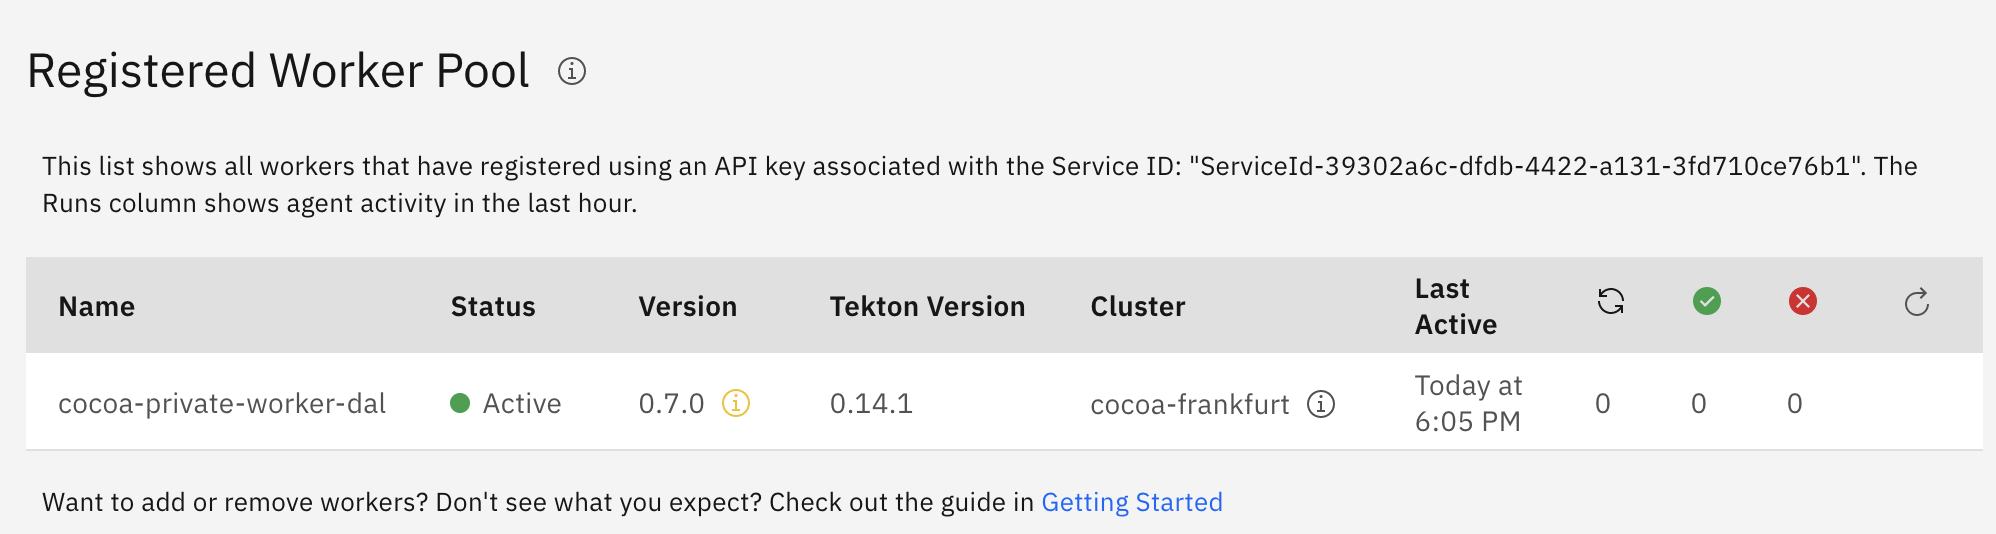 Registered Worker Pool
This list shows all workers that have registered using an API key associated with the Service ID: "ServiceId-39302a6c-dfdb-4422-a131-3fd710ce76b1". The
Runs column shows agent activity in the last hour.
Name Status Version Tekton Version Cluster Last Active
cocoa-private-worker-dal Active 0.7.0 0.14.1 cocoa-frankfurt Today at 6:05 PM 0 0 0
Want to add or remove workers? Don't see what you expect? Check out the guide in Getting Started